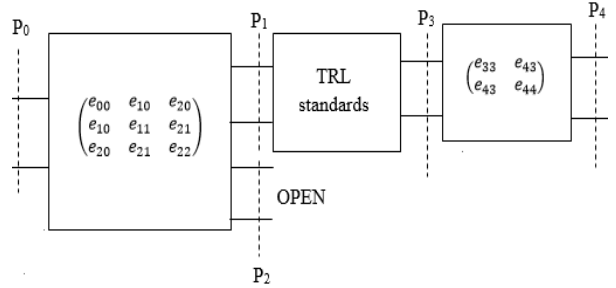 P₀
P₁
P₃
P₄
TRL
standards
e₀₀ e₁₀ e₂₀
e₁₀ e₁₁ e₂₁
e₂₀ e₂₁ e₂₂
e₃₃ e₄₃
e₄₃ e₄₄
OPEN
P₂